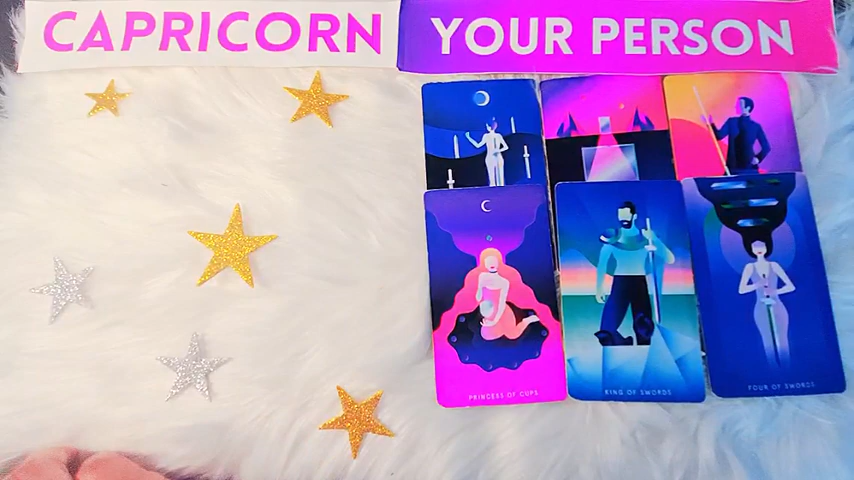 CAPRICORN
YOUR PERSON
PRINCESS OF CUPS
KING OF SWORDS
FOUR OF SWORDS